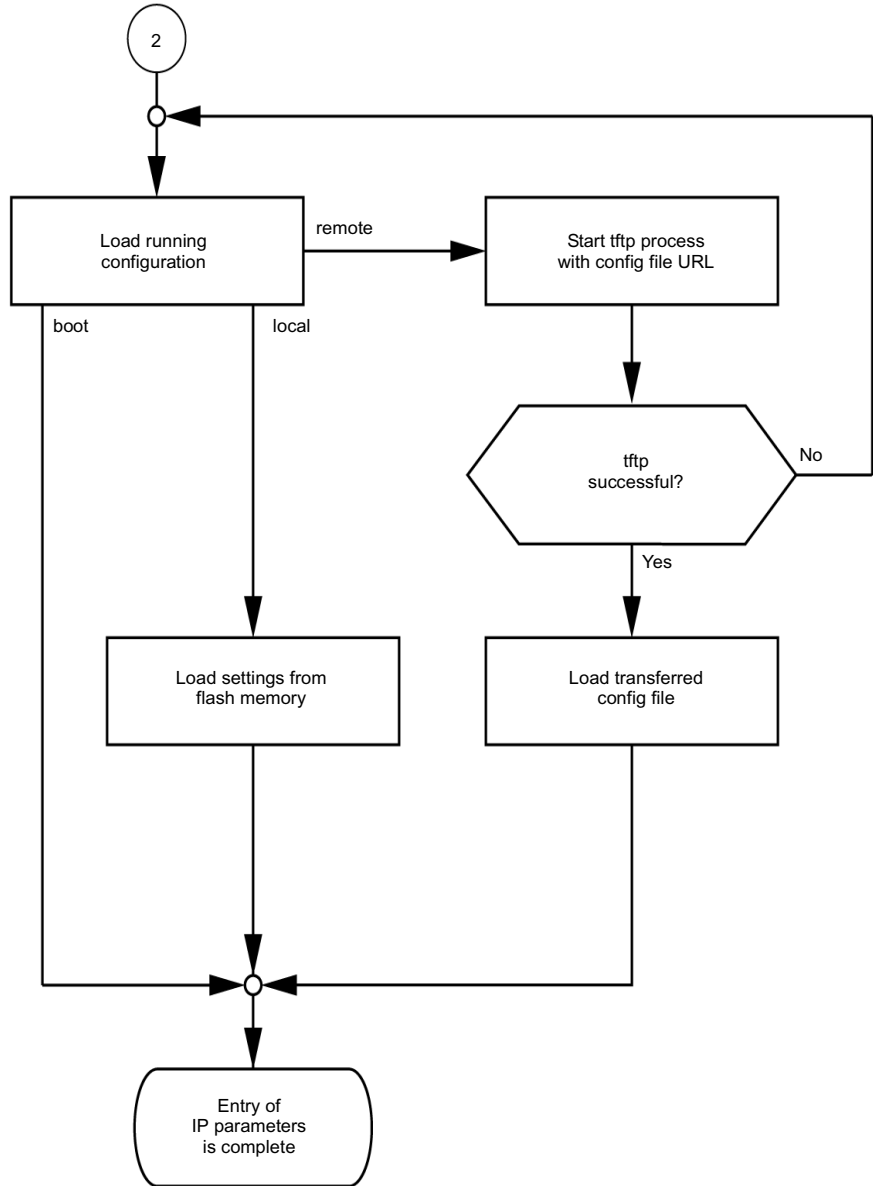 2
Load running
configuration
remote
Start tftp process
with config file URL
boot
local
tftp
successful?
No
Yes
Load settings from
flash memory
Load transferred
config file
Entry of
IP parameters
is complete